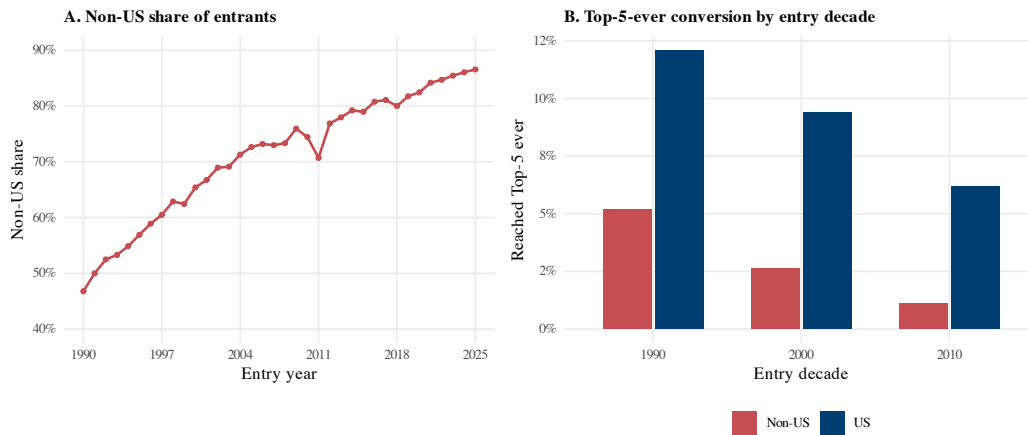 A. Non-US share of entrants
90%
80%
70%
60%
50%
40%
Non-US share
1990 1997 2004 2011 2018 2025
Entry year
B. Top-5-ever conversion by entry decade
12%
10%
8%
5%
2%
0%
Reached Top-5 ever
1990 2000 2010
Entry decade
Non-US US